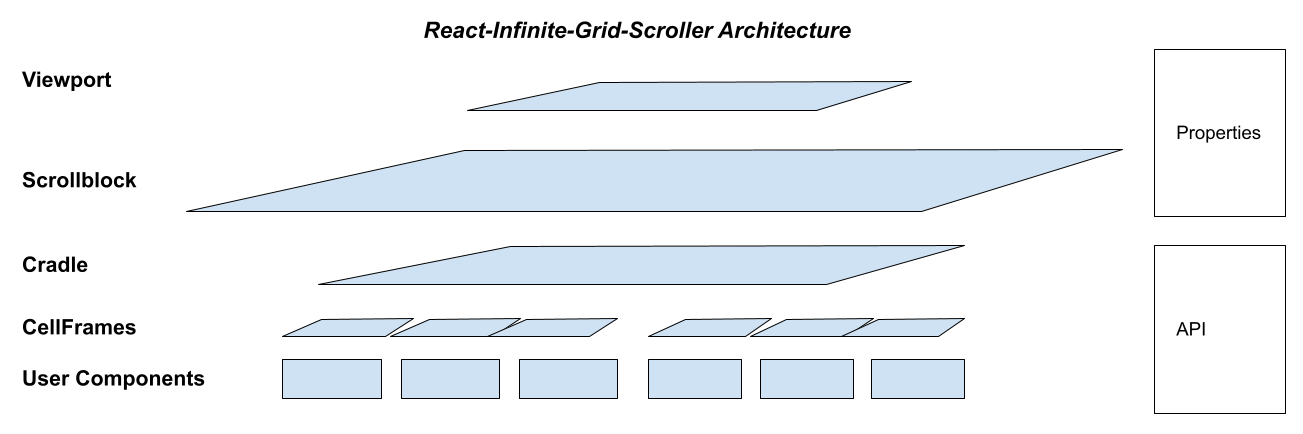 React-Infinite-Grid-Scroller Architecture
Viewport
Properties
Scrollblock
Cradle
CellFrames
API
User Components